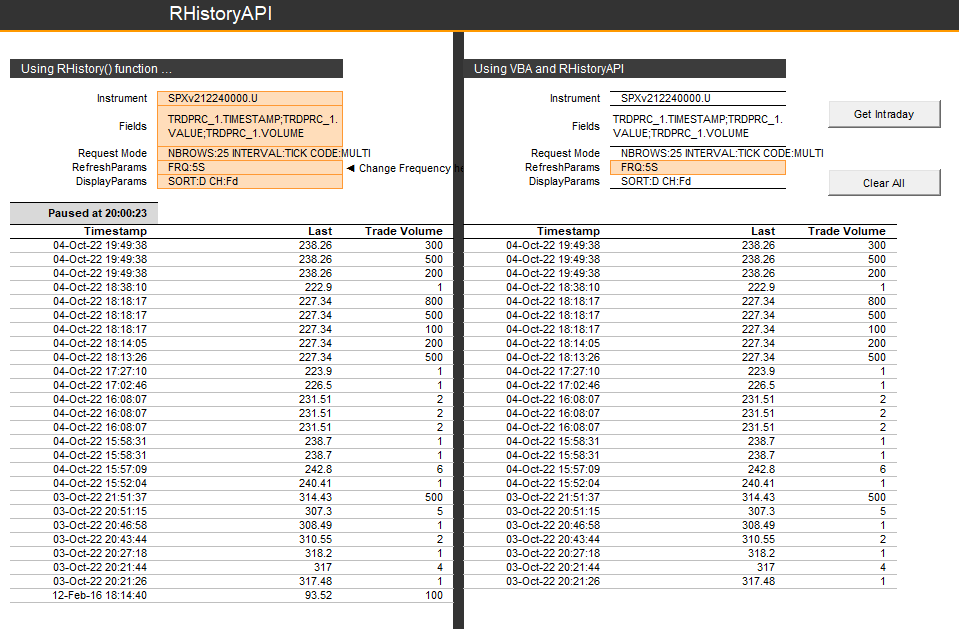 RHistoryAPI
Using RHistory() function ...
Instrument SPXv212240000.U
Fields TRDPRC_1.TIMESTAMP;TRDPRC_1.
VALUE;TRDPRC_1.VOLUME
Request Mode NBROWS:25 INTERVAL:TICK CODE:MULTI
RefreshParams FRQ:5S ◄ Change Frequency he
DisplayParams SORT:D CH:Fd
Paused at 20:00:23
Timestamp Last Trade Volume
04-Oct-22 19:49:38 238.26 300
04-Oct-22 19:49:38 238.26 500
04-Oct-22 19:49:38 238.26 200
04-Oct-22 18:38:10 222.9 1
04-Oct-22 18:18:17 227.34 800
04-Oct-22 18:18:17 227.34 500
04-Oct-22 18:18:17 227.34 100
04-Oct-22 18:14:05 227.34 200
04-Oct-22 18:13:26 227.34 500
04-Oct-22 17:27:10 223.9 1
04-Oct-22 17:02:46 226.5 1
04-Oct-22 16:08:07 231.51 2
04-Oct-22 16:08:07 231.51 2
04-Oct-22 16:08:07 231.51 2
04-Oct-22 15:58:31 238.7 1
04-Oct-22 15:58:31 238.7 1
04-Oct-22 15:57:09 242.8 6
04-Oct-22 15:52:04 240.41 1
03-Oct-22 21:51:37 314.43 500
03-Oct-22 20:51:15 307.3 5
03-Oct-22 20:46:58 308.49 1
03-Oct-22 20:43:44 310.55 2
03-Oct-22 20:27:18 318.2 1
03-Oct-22 20:21:44 317 4
03-Oct-22 20:21:26 317.48 1
12-Feb-16 18:14:40 93.52 100
Using VBA and RHistoryAPI
Instrument SPXv212240000.U
Fields TRDPRC_1.TIMESTAMP;TRDPRC_1.
VALUE;TRDPRC_1.VOLUME
Request Mode NBROWS:25 INTERVAL:TICK CODE:MULTI
RefreshParams FRQ:5S
DisplayParams SORT:D CH:Fd
Get Intraday
Clear All
Timestamp Last Trade Volume
04-Oct-22 19:49:38 238.26 300
04-Oct-22 19:49:38 238.26 500
04-Oct-22 19:49:38 238.26 200
04-Oct-22 18:38:10 222.9 1
04-Oct-22 18:18:17 227.34 800
04-Oct-22 18:18:17 227.34 500
04-Oct-22 18:18:17 227.34 100
04-Oct-22 18:14:05 227.34 200
04-Oct-22 18:13:26 227.34 500
04-Oct-22 17:27:10 223.9 1
04-Oct-22 17:02:46 226.5 1
04-Oct-22 16:08:07 231.51 2
04-Oct-22 16:08:07 231.51 2
04-Oct-22 16:08:07 231.51 2
04-Oct-22 15:58:31 238.7 1
04-Oct-22 15:58:31 238.7 1
04-Oct-22 15:57:09 242.8 6
04-Oct-22 15:52:04 240.41 1
03-Oct-22 21:51:37 314.43 500
03-Oct-22 20:51:15 307.3 5
03-Oct-22 20:46:58 308.49 1
03-Oct-22 20:43:44 310.55 2
03-Oct-22 20:27:18 318.2 1
03-Oct-22 20:21:44 317 4
03-Oct-22 20:21:26 317.48 1